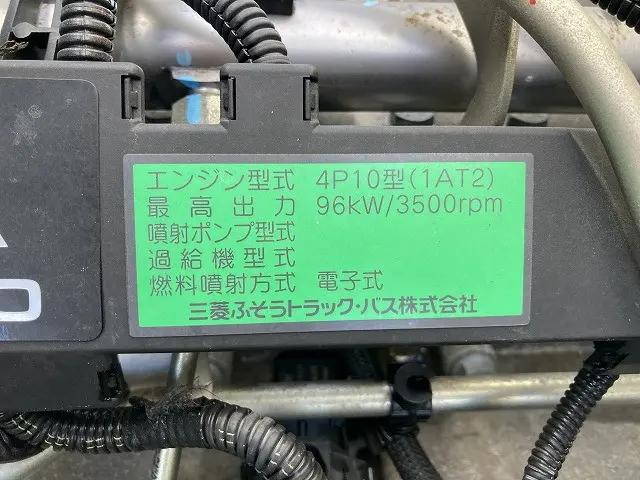 エンジン型式 4P10型(1AT2)
最高出力 96kW/3500rpm
噴射ポンプ型式
過給機型式
燃料噴射方式 電子式
三菱ふそうトラック・バス株式会社